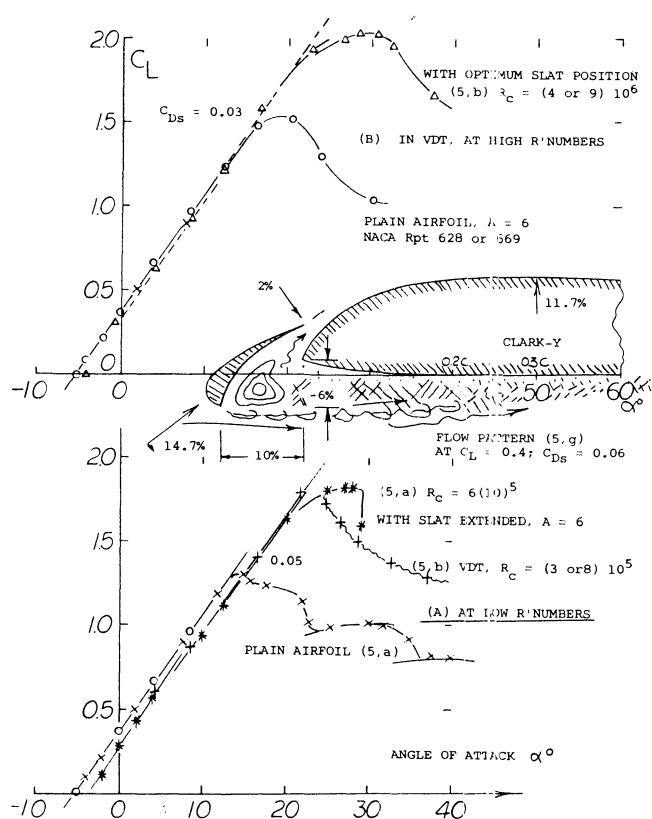 2.0
C_L
WITH OPTIMUM SLAT POSITION
(5,b) R_C = (4 or 9) 10^6
C_Ds = 0.03
1.5
(B) IN VDT, AT HIGH R'NUMBERS
1.0
PLAIN AIRFOIL, A = 6
NACA Rpt 628 or 669
0.5
2%
11.7%
CLARK-Y
0.2C 0.3C
0
-10 0 60
α°
-6%
14.7%
10%
FLOW PATTERN (5,g)
AT C_L = 0.4; C_Ds = 0.06
2.0
(5,a) R_C = 6(10)^5
WITH SLAT EXTENDED, A = 6
1.5
0.05
(5,b) VDT, R_C = (3 or8) 10^5
(A) AT LOW R'NUMBERS
1.0
PLAIN AIRFOIL (5,a)
0.5
ANGLE OF ATTACK α°
0
-10 0 10 20 30 40